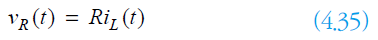 v_R(t) = Ri_L(t) (4.35)